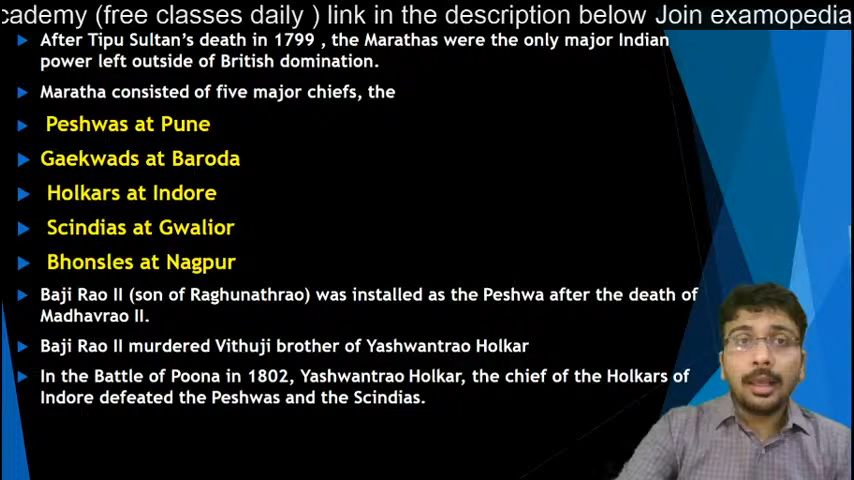 cademy (free classes daily ) link in the description below Join examopedia
After Tipu Sultan's death in 1799 , the Marathas were the only major Indian
power left outside of British domination.
Maratha consisted of five major chiefs, the
Peshwas at Pune
Gaekwads at Baroda
Holkars at Indore
Scindias at Gwalior
Bhonsles at Nagpur
Baji Rao II (son of Raghunathrao) was installed as the Peshwa after the death of
Madhavrao II.
Baji Rao II murdered Vithuji brother of Yashwantrao Holkar
In the Battle of Poona in 1802, Yashwantrao Holkar, the chief of the Holkars of
Indore defeated the Peshwas and the Scindias.